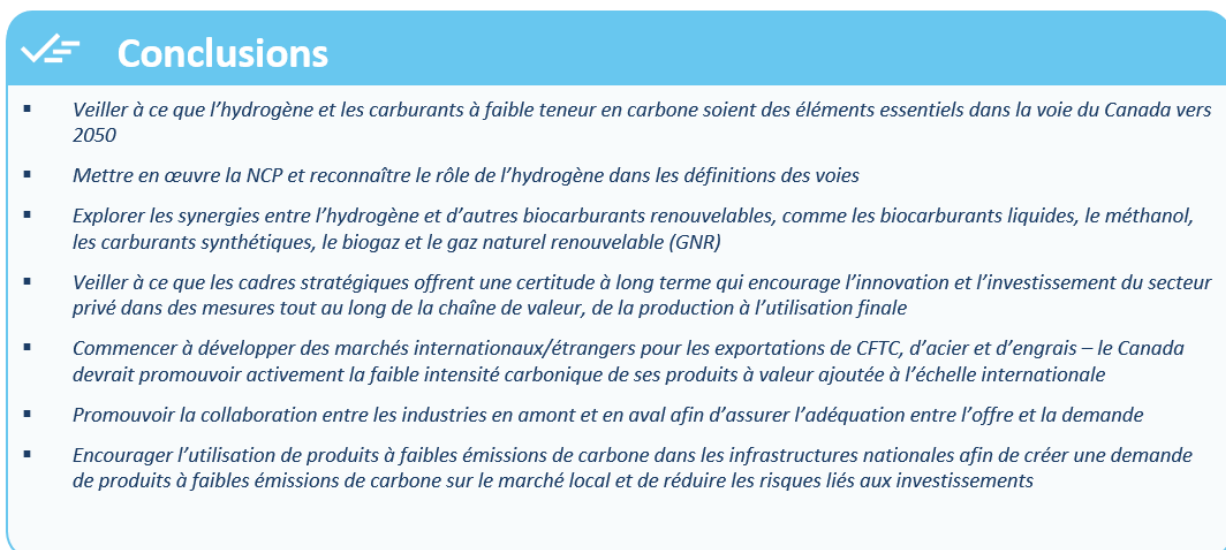 Conclusions
▪ Veiller à ce que l’hydrogène et les carburants à faible teneur en carbone soient des éléments essentiels dans la voie du Canada vers
2050
▪ Mettre en œuvre la NCP et reconnaître le rôle de l’hydrogène dans les définitions des voies
▪ Explorer les synergies entre l’hydrogène et d’autres biocarburants renouvelables, comme les biocarburants liquides, le méthanol,
les carburants synthétiques, le biogaz et le gaz naturel renouvelable (GNR)
▪ Veiller à ce que les cadres stratégiques offrent une certitude à long terme qui encourage l’innovation et l’investissement du secteur
privé dans des mesures tout au long de la chaîne de valeur, de la production à l’utilisation finale
▪ Commencer à développer des marchés internationaux/étrangers pour les exportations de CFTC, d’acier et d’engrais – le Canada
devrait promouvoir activement la faible intensité carbonique de ses produits à valeur ajoutée à l’échelle internationale
▪ Promouvoir la collaboration entre les industries en amont et en aval afin d’assurer l’adéquation entre l’offre et la demande
▪ Encourager l’utilisation de produits à faibles émissions de carbone dans les infrastructures nationales afin de créer une demande
de produits à faibles émissions de carbone sur le marché local et de réduire les risques liés aux investissements